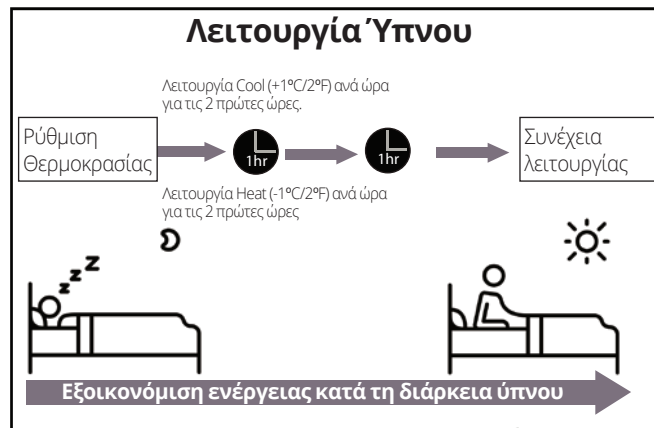 Λειτουργία Ύπνου
Λειτουργία Cool (+1ºC/2ºF) ανά ώρα
για τις 2 πρώτες ώρες.
Ρύθμιση
Θερμοκρασίας
1hr
1hr
Συνέχεια
λειτουργίας
Λειτουργία Heat (-1ºC/2ºF) ανά ώρα
για τις 2 πρώτες ώρες
z z Z
Εξοικονόμιση ενέργειας κατά τη διάρκεια ύπνου